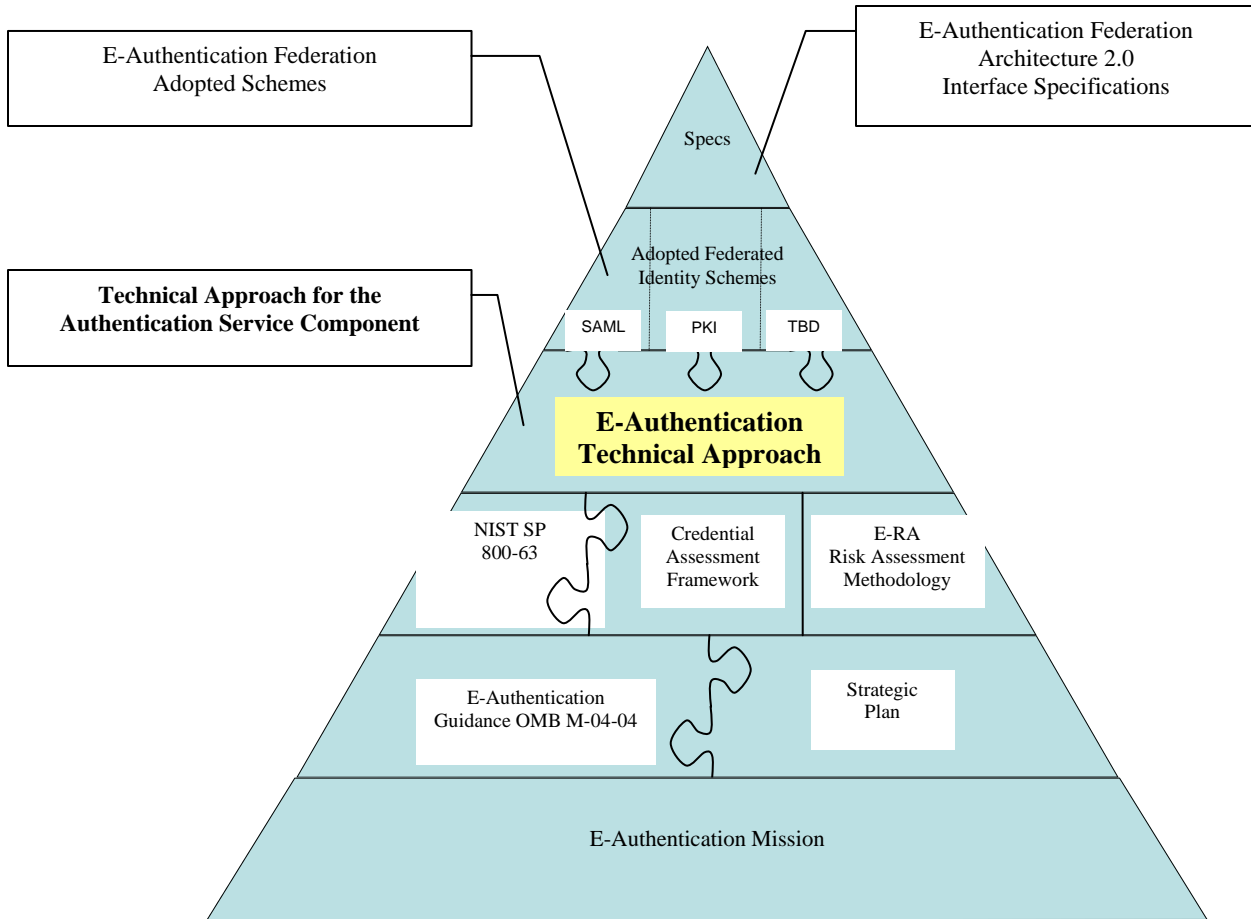 E-Authentication Federation
Adopted Schemes
E-Authentication Federation
Architecture 2.0
Interface Specifications
Specs
Adopted Federated
Identity Schemes
Technical Approach for the
Authentication Service Component
SAML
PKI
TBD
E-Authentication
Technical Approach
NIST SP
800-63
Credential
Assessment
Framework
E-RA
Risk Assessment
Methodology
E-Authentication
Guidance OMB M-04-04
Strategic
Plan
E-Authentication Mission